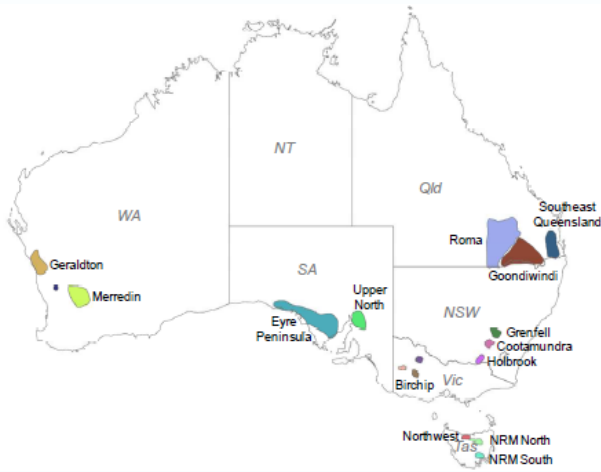 NT
Qld
WA
Southeast
Queensland
Roma
Geraldton
SA
Goondiwindi
Merredin
Upper
North
NSW
Eyre
Peninsula
Grenfell
Cootamundra
Holbrook
Vic
Birchip
Northwest
Tas
NRM North
NRM South